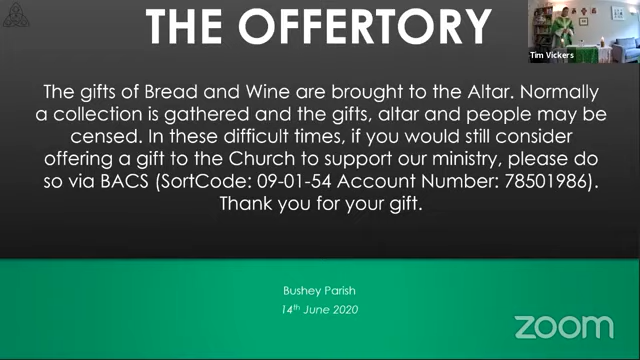 THE OFFERTORY
Tim Vickers
The gifts of Bread and Wine are brought to the Altar. Normally
a collection is gathered and the gifts, altar and people may be
censed. In these difficult times, if you would still consider
offering a gift to the Church to support our ministry, please do
so via BACS (SortCode: 09-01-54 Account Number: 78501986).
Thank you for your gift.
Bushey Parish
14th June 2020
zoom